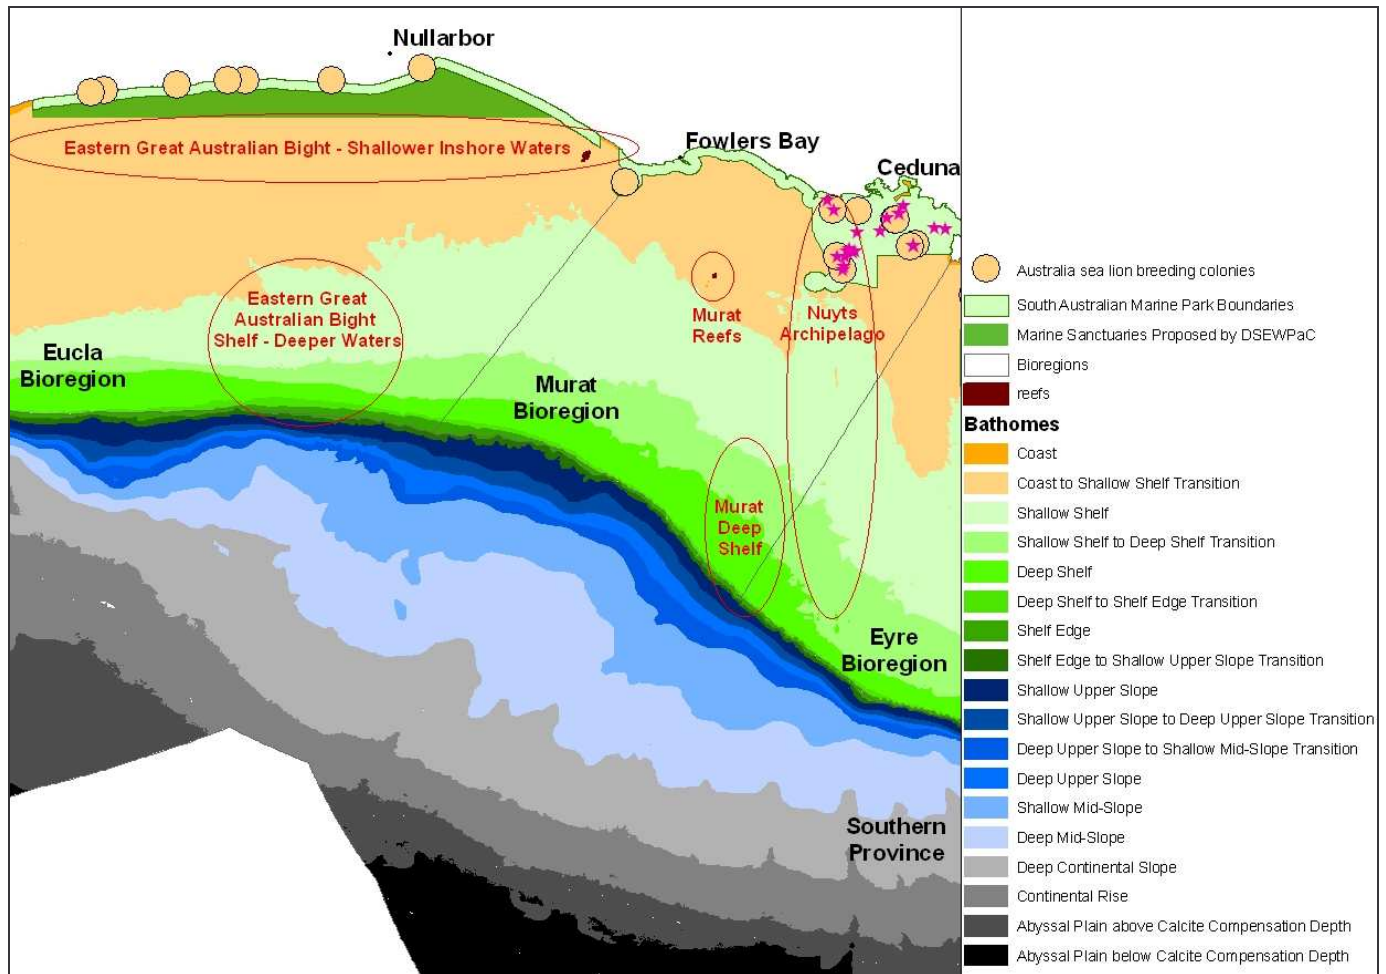 Nullarbor
Eastern Great Australian Bight - Shallower Inshore Waters
Fowlers Bay
Ceduna
Eastern Great
Australian Bight
Shelf - Deeper Waters
Murat
Reefs
Nuyts
Archipelago
Eucla
Bioregion
Murat
Bioregion
Murat
Deep
Shelf
Eyre
Bioregion
Southern
Province
Australia sea lion breeding colonies
South Australian Marine Park Boundaries
Marine Sanctuaries Proposed by DSEWPaC
Bioregions
reefs
Bathomes
Coast
Coast to Shallow Shelf Transition
Shallow Shelf
Shallow Shelf to Deep Shelf Transition
Deep Shelf
Deep Shelf to Shelf Edge Transition
Shelf Edge
Shelf Edge to Shallow Upper Slope Transition
Shallow Upper Slope
Shallow Upper Slope to Deep Upper Slope Transition
Deep Upper Slope to Shallow Mid-Slope Transition
Deep Upper Slope
Shallow Mid-Slope
Deep Mid-Slope
Deep Continental Slope
Continental Rise
Abyssal Plain above Calcite Compensation Depth
Abyssal Plain below Calcite Compensation Depth